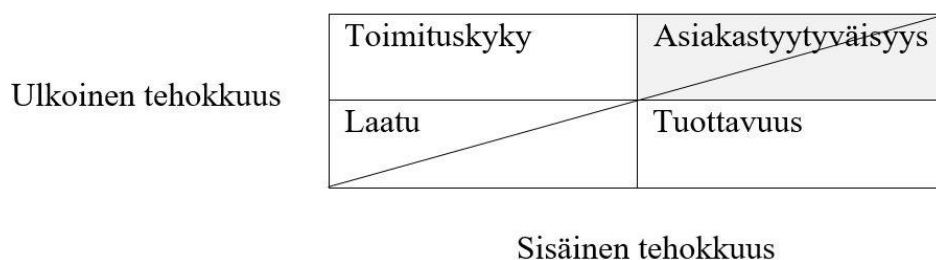 Toimituskyky
Asiakastyytyväisyys
Ulkoinen tehokkuus
Laatu
Tuottavuus
Sisäinen tehokkuus